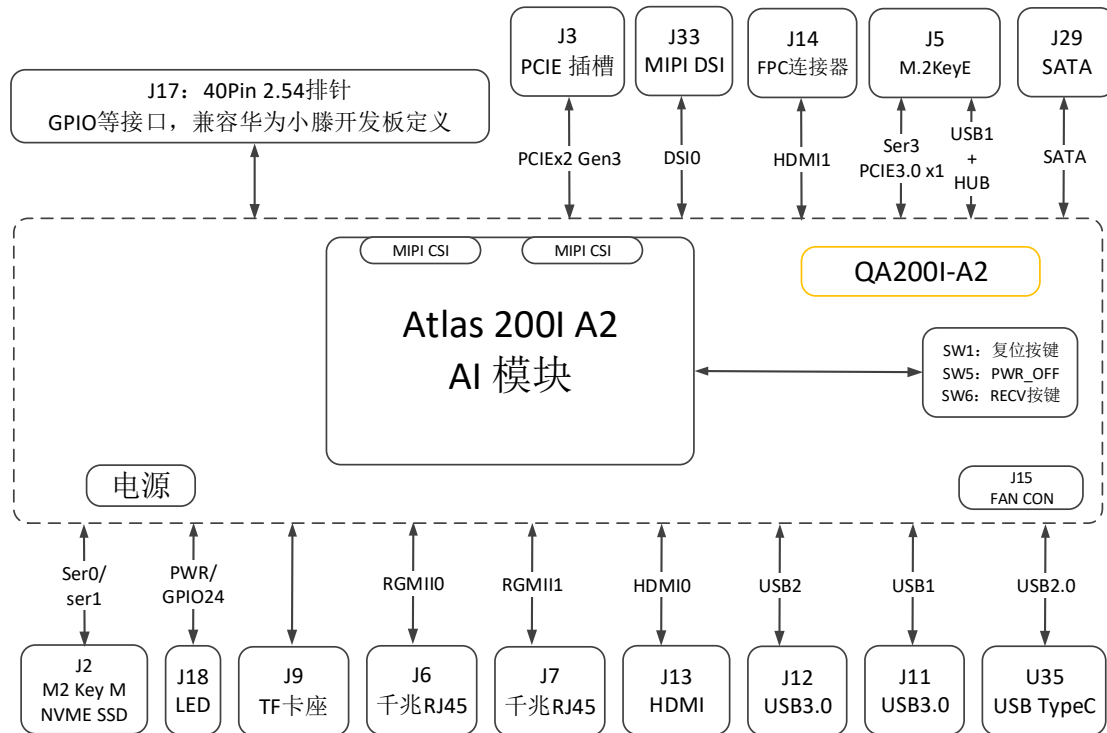 J3
PCIE 插槽
J33
MIPI DSI
J14
FPC连接器
J5
M.2KeyE
J29
SATA
J17：40Pin 2.54排针
GPIO等接口，兼容华为小滕开发板定义
PCIEx2 Gen3
DSI0
HDMI1
Ser3
PCIE3.0 x1
USB1
+
HUB
SATA
MIPI CSI
MIPI CSI
QA200I-A2
Atlas 200I A2
AI 模块
SW1：复位按键
SW5：PWR_OFF
SW6：RECV按键
电源
J15
FAN CON
Ser0/
ser1
PWR/
GPIO24
RGMII0
RGMII1
HDMI0
USB2
USB1
USB2.0
J2
M2 Key M
NVME SSD
J18
LED
J9
TF卡座
J6
千兆RJ45
J7
千兆RJ45
J13
HDMI
J12
USB3.0
J11
USB3.0
U35
USB TypeC